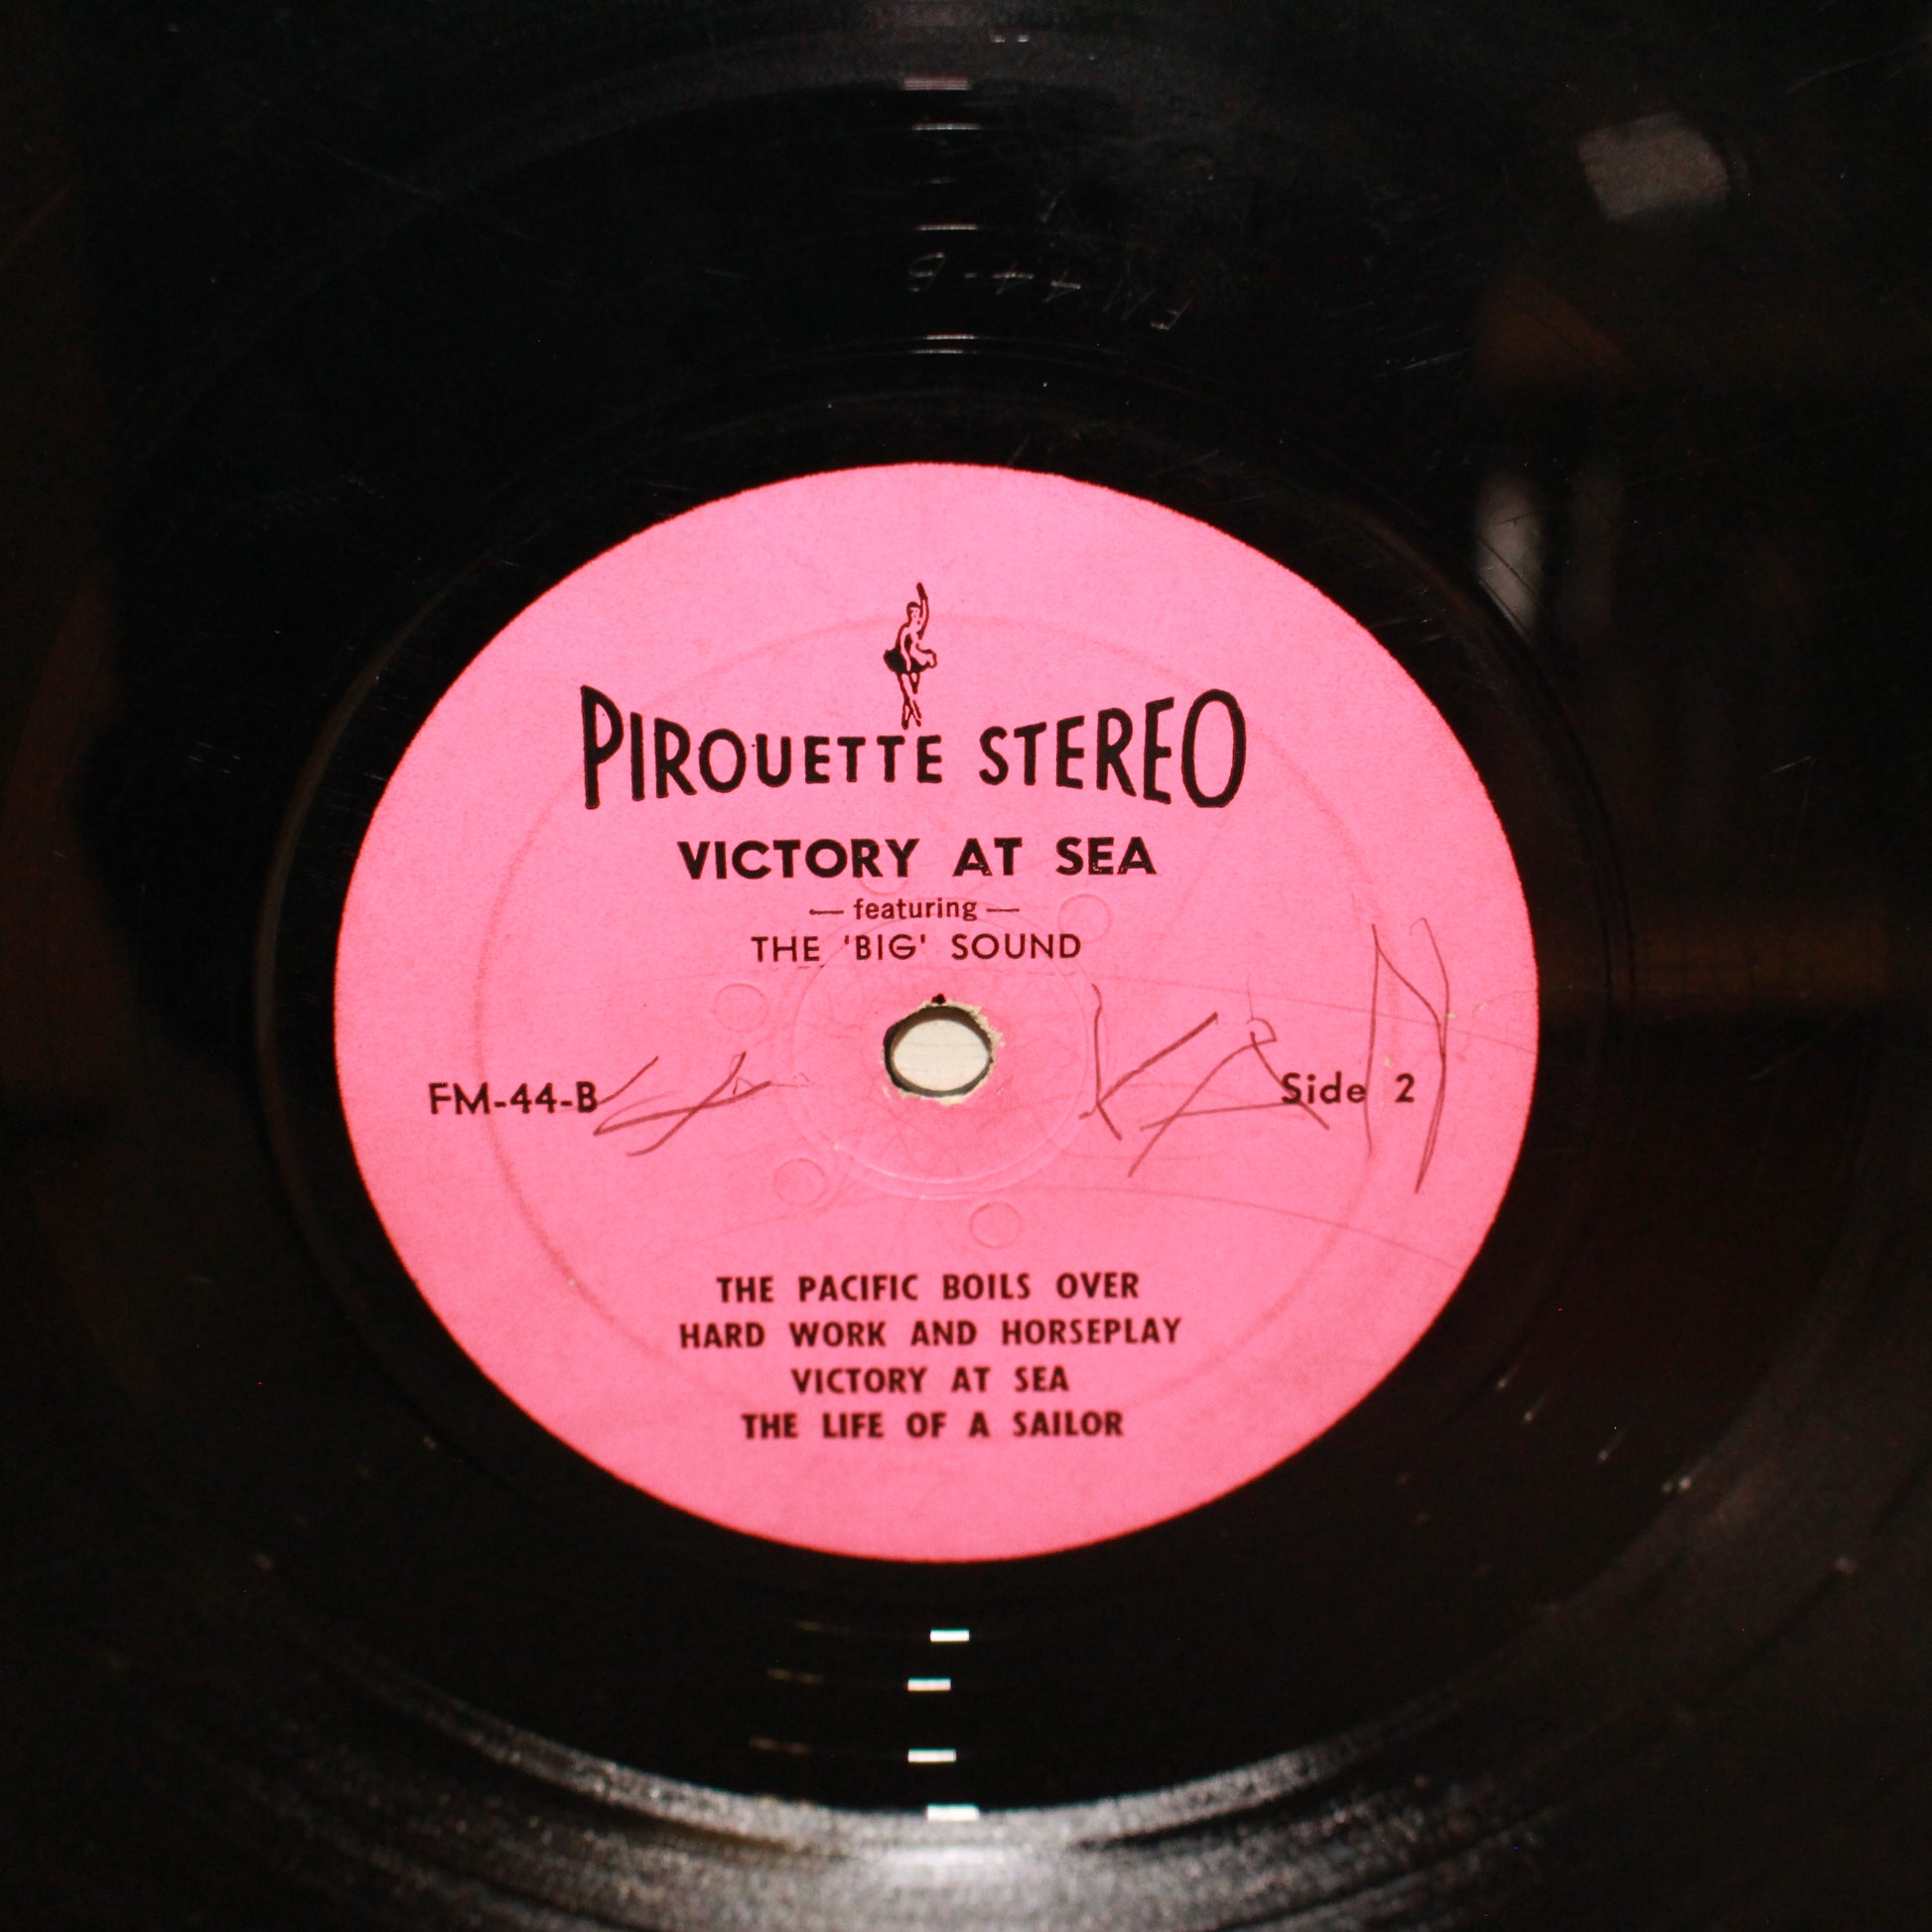 FM 44-B
PIROUETTE STEREO
VICTORY AT SEA
— featuring —
THE 'BIG' SOUND
FM-44-B
Side 2
THE PACIFIC BOILS OVER
HARD WORK AND HORSEPLAY
VICTORY AT SEA
THE LIFE OF A SAILOR